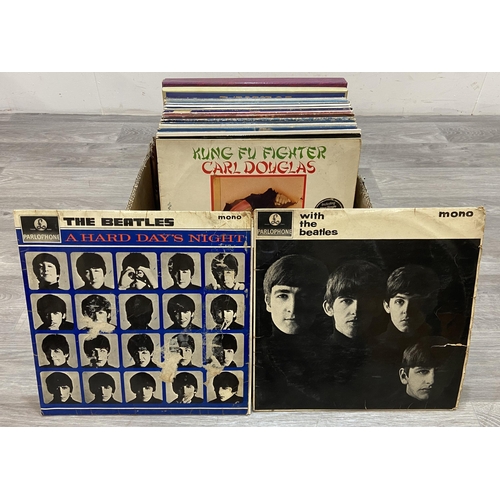 KUNG FU FIGHTER
CARL DOUGLAS
THE BEATLES
mono
PARLOPHONE
A HARD DAY'S NIGHT
with
the
beatles
mono
PARLOPHONE